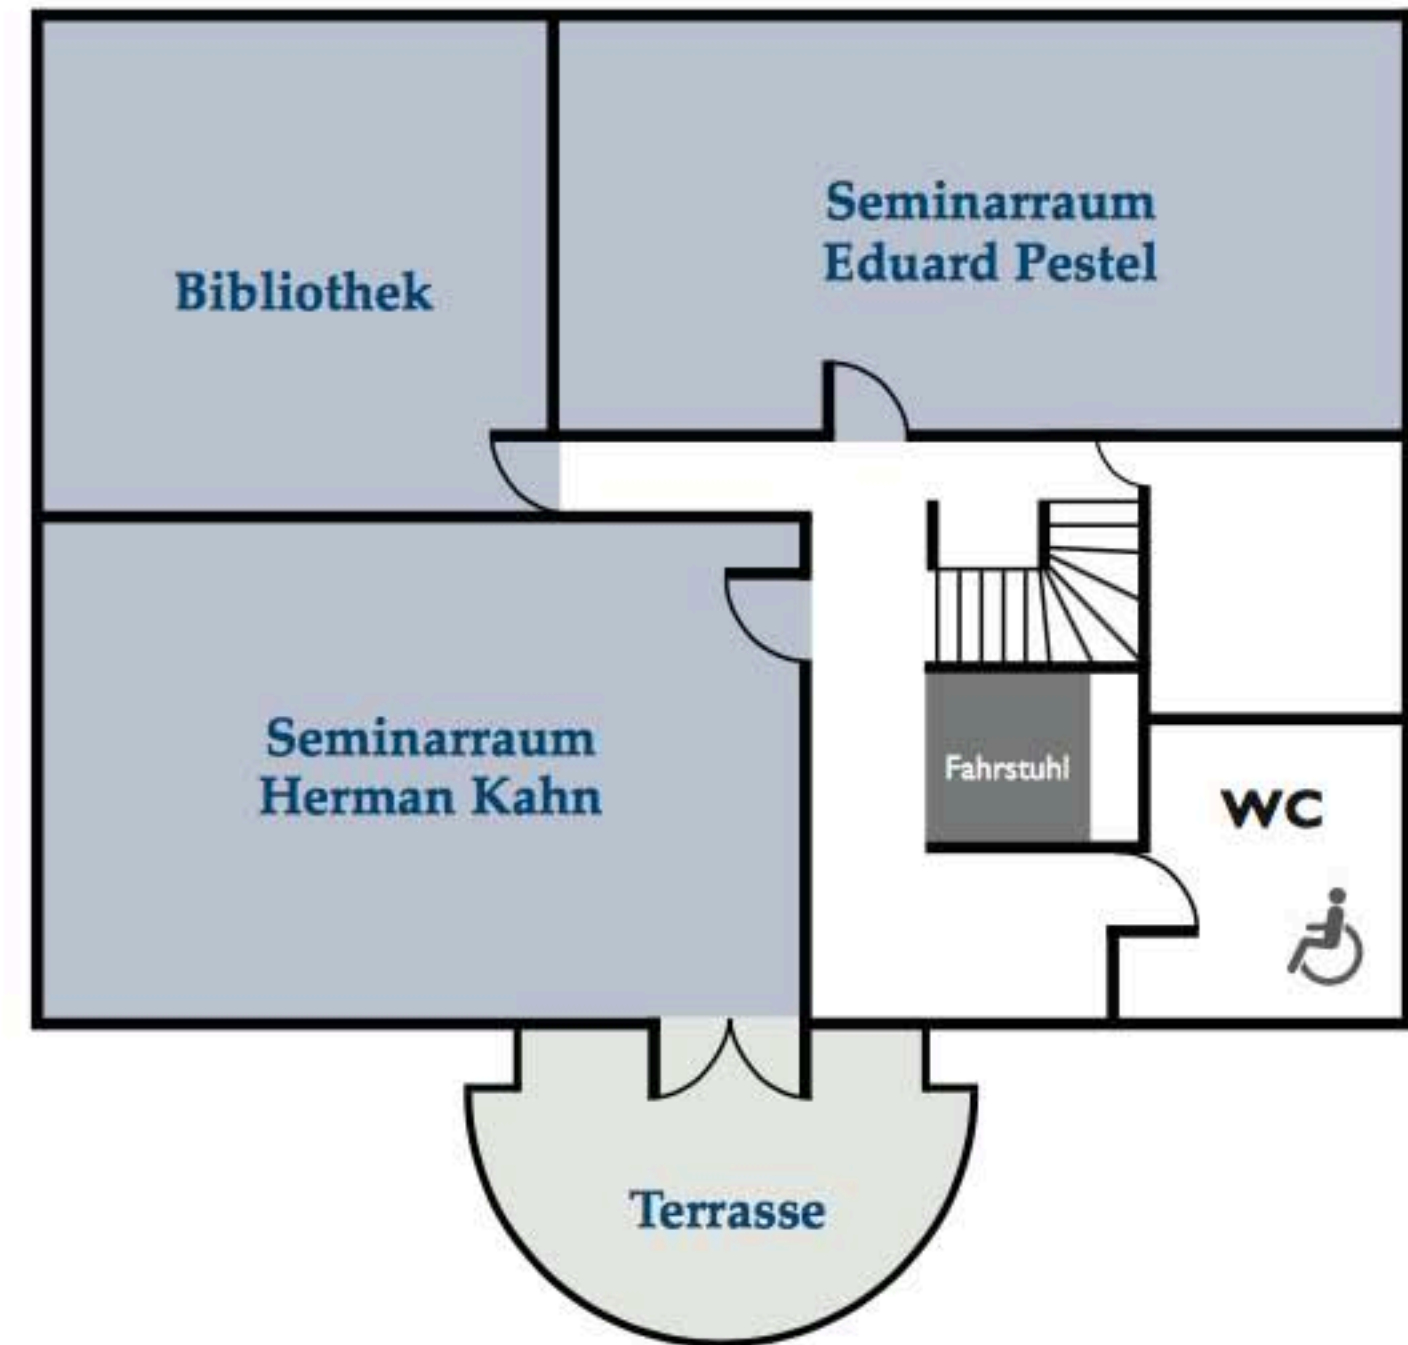 Seminarraum
Eduard Pestel
Bibliothek
Seminarraum
Herman Kahn
Fahrstuhl
WC
Terrasse